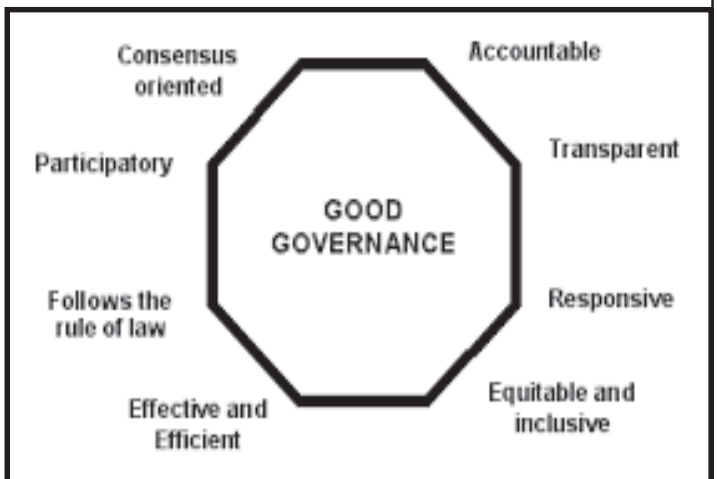 Consensus
oriented
Accountable
Participatory
Transparent
GOOD
GOVERNANCE
Follows the
rule of law
Responsive
Effective and
Efficient
Equitable and
inclusive